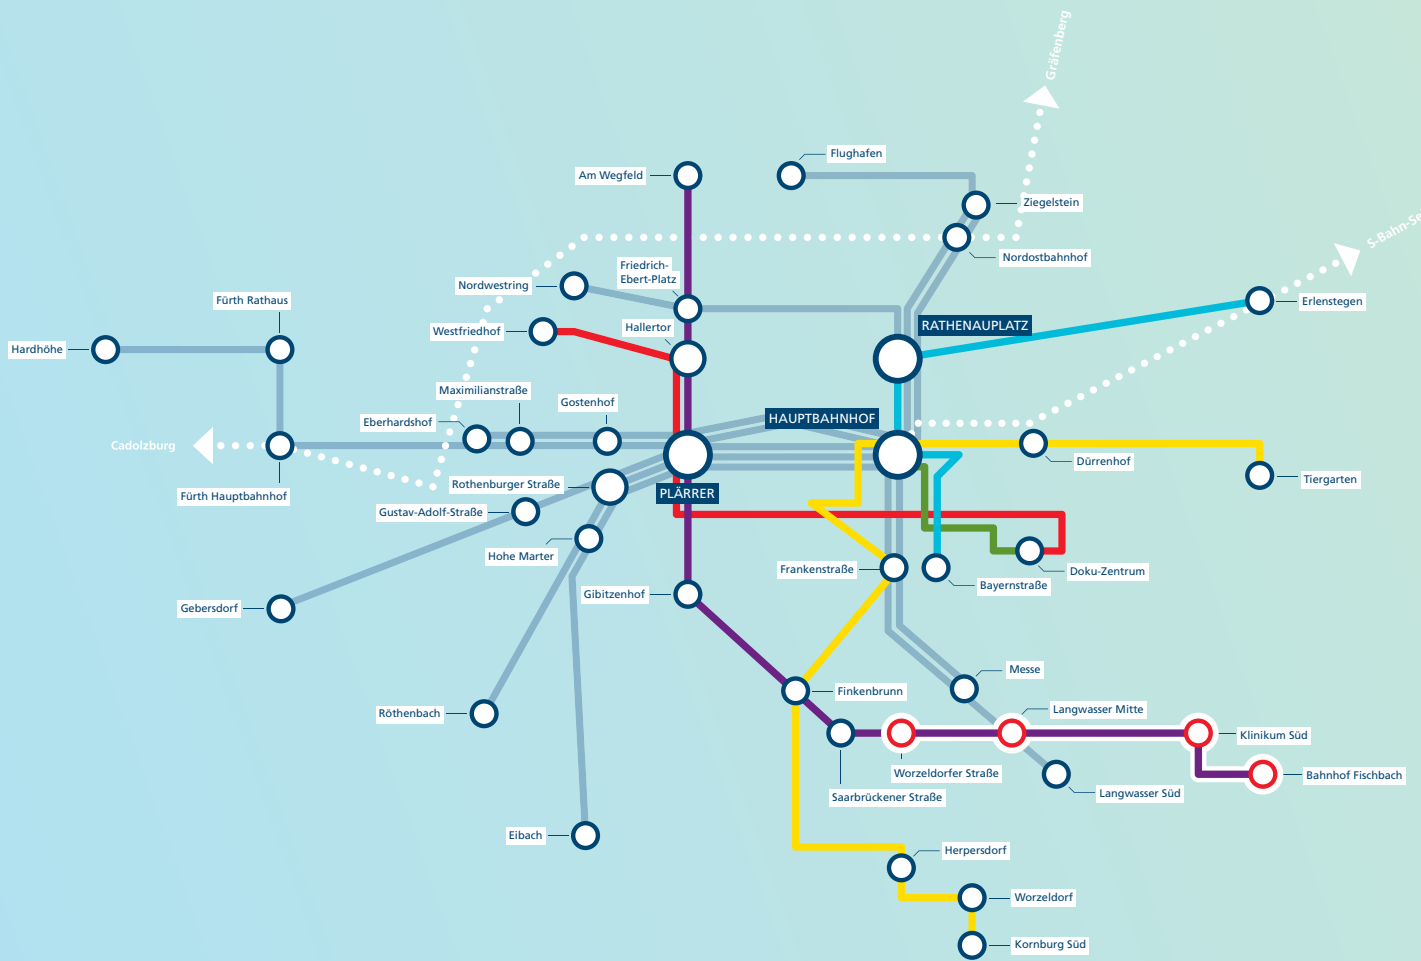 Gräfenberg
Flughafen
Am Wegfeld
Ziegelstein
S-Bahn-Se
Nordostbahnhof
Friedrich-
Ebert-Platz
Nordwestring
Fürth Rathaus
Erlenstegen
Hallertor
RATHENAUPLATZ
Westfriedhof
Hardhöhe
Maximilianstraße
Gostenhof
HAUPTBAHNHOF
Eberhardshof
Cadolzburg
Dürrenhof
Tiergarten
Rothenburger Straße
PLÄRRER
Fürth Hauptbahnhof
Gustav-Adolf-Straße
Hohe Marter
Frankenstraße
Doku-Zentrum
Bayernstraße
Gibitzenhof
Gebersdorf
Messe
Finkenbrunn
Langwasser Mitte
Röthenbach
Klinikum Süd
Worzeldorfer Straße
Bahnhof Fischbach
Langwasser Süd
Saarbrückener Straße
Eibach
Herpersdorf
Worzeldorf
Kornburg Süd